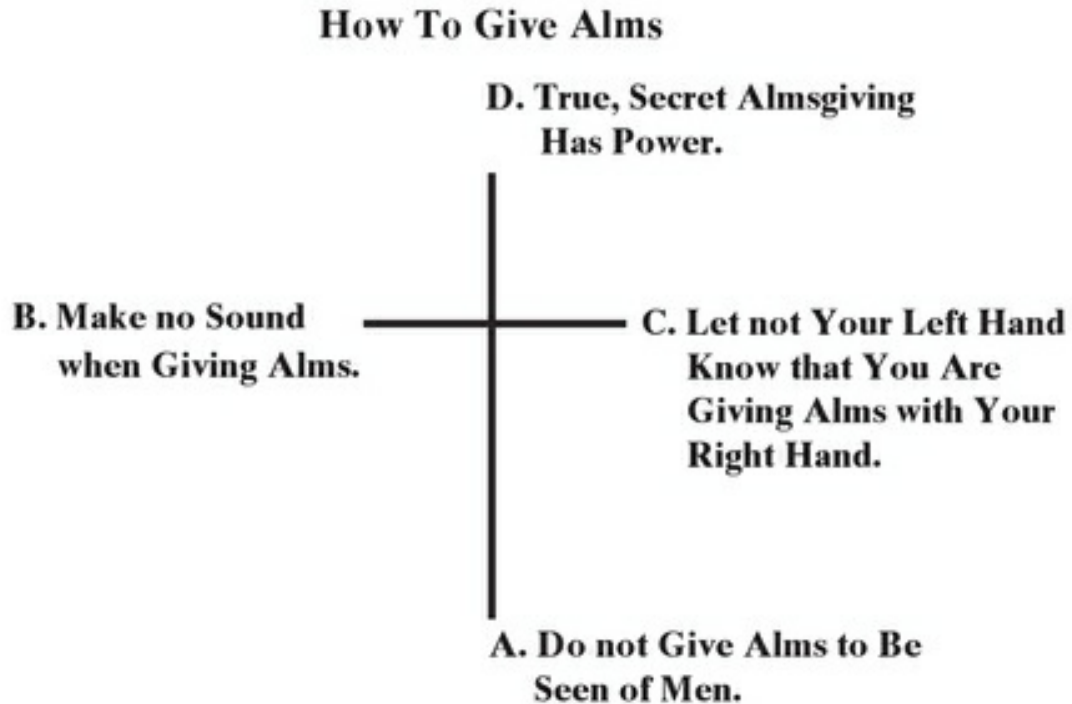 How To Give Alms
D. True, Secret Almsgiving
Has Power.
B. Make no Sound
when Giving Alms.
C. Let not Your Left Hand
Know that You Are
Giving Alms with Your
Right Hand.
A. Do not Give Alms to Be
Seen of Men.